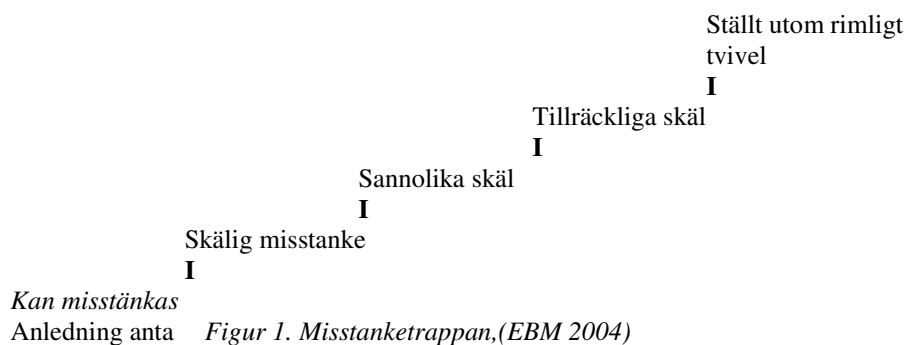 Ställt utom rimligt
tvivel
I
Tillräckliga skäl
I
Sannolika skäl
I
Skälig misstanke
I
Kan misstänkas
Anledning anta Figur 1. Misstanketrappan,(EBM 2004)